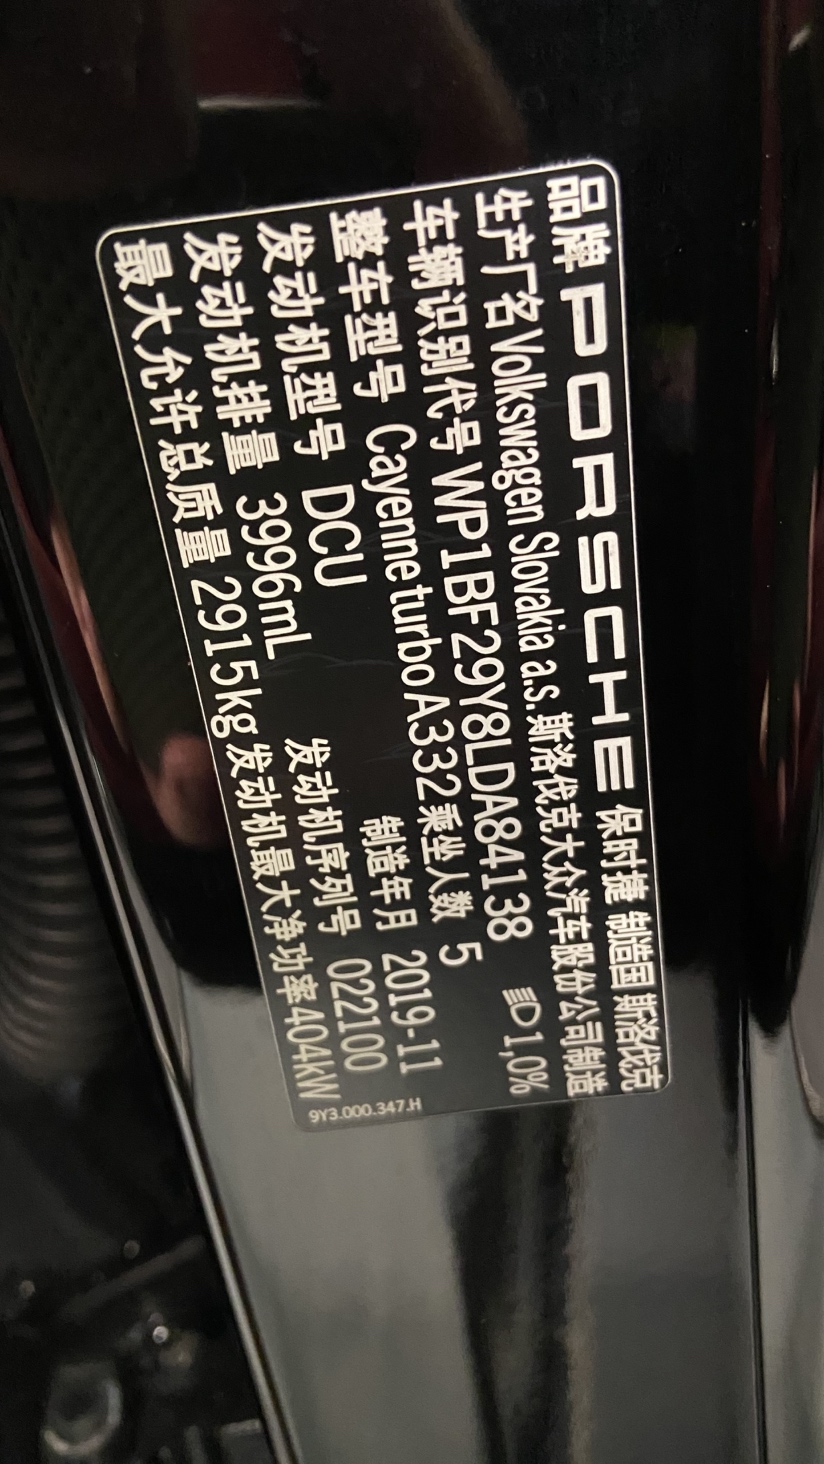 品牌 PORSCHE 保时捷 制造国 斯洛伐克
生产厂名 Volkswagen Slovakia a.s. 斯洛伐克大众汽车股份公司制造
车辆识别代号 WP1BF29Y8LDA84138 1,0%
整车型号 Cayenne turbo A332 乘坐人数 5
发动机型号 DCU 制造年月 2019-11
发动机排量 3996mL 发动机序列号 022100
最大允许总质量 2915kg 发动机最大净功率 404kW
9Y3.000.347.H